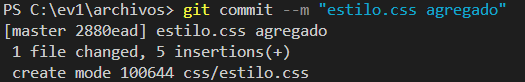 PS C:\ev1\archivos> git commit --m "estilo.css agregado"
[master 2880ead] estilo.css agregado
 1 file changed, 5 insertions(+)
 create mode 100644 css/estilo.css